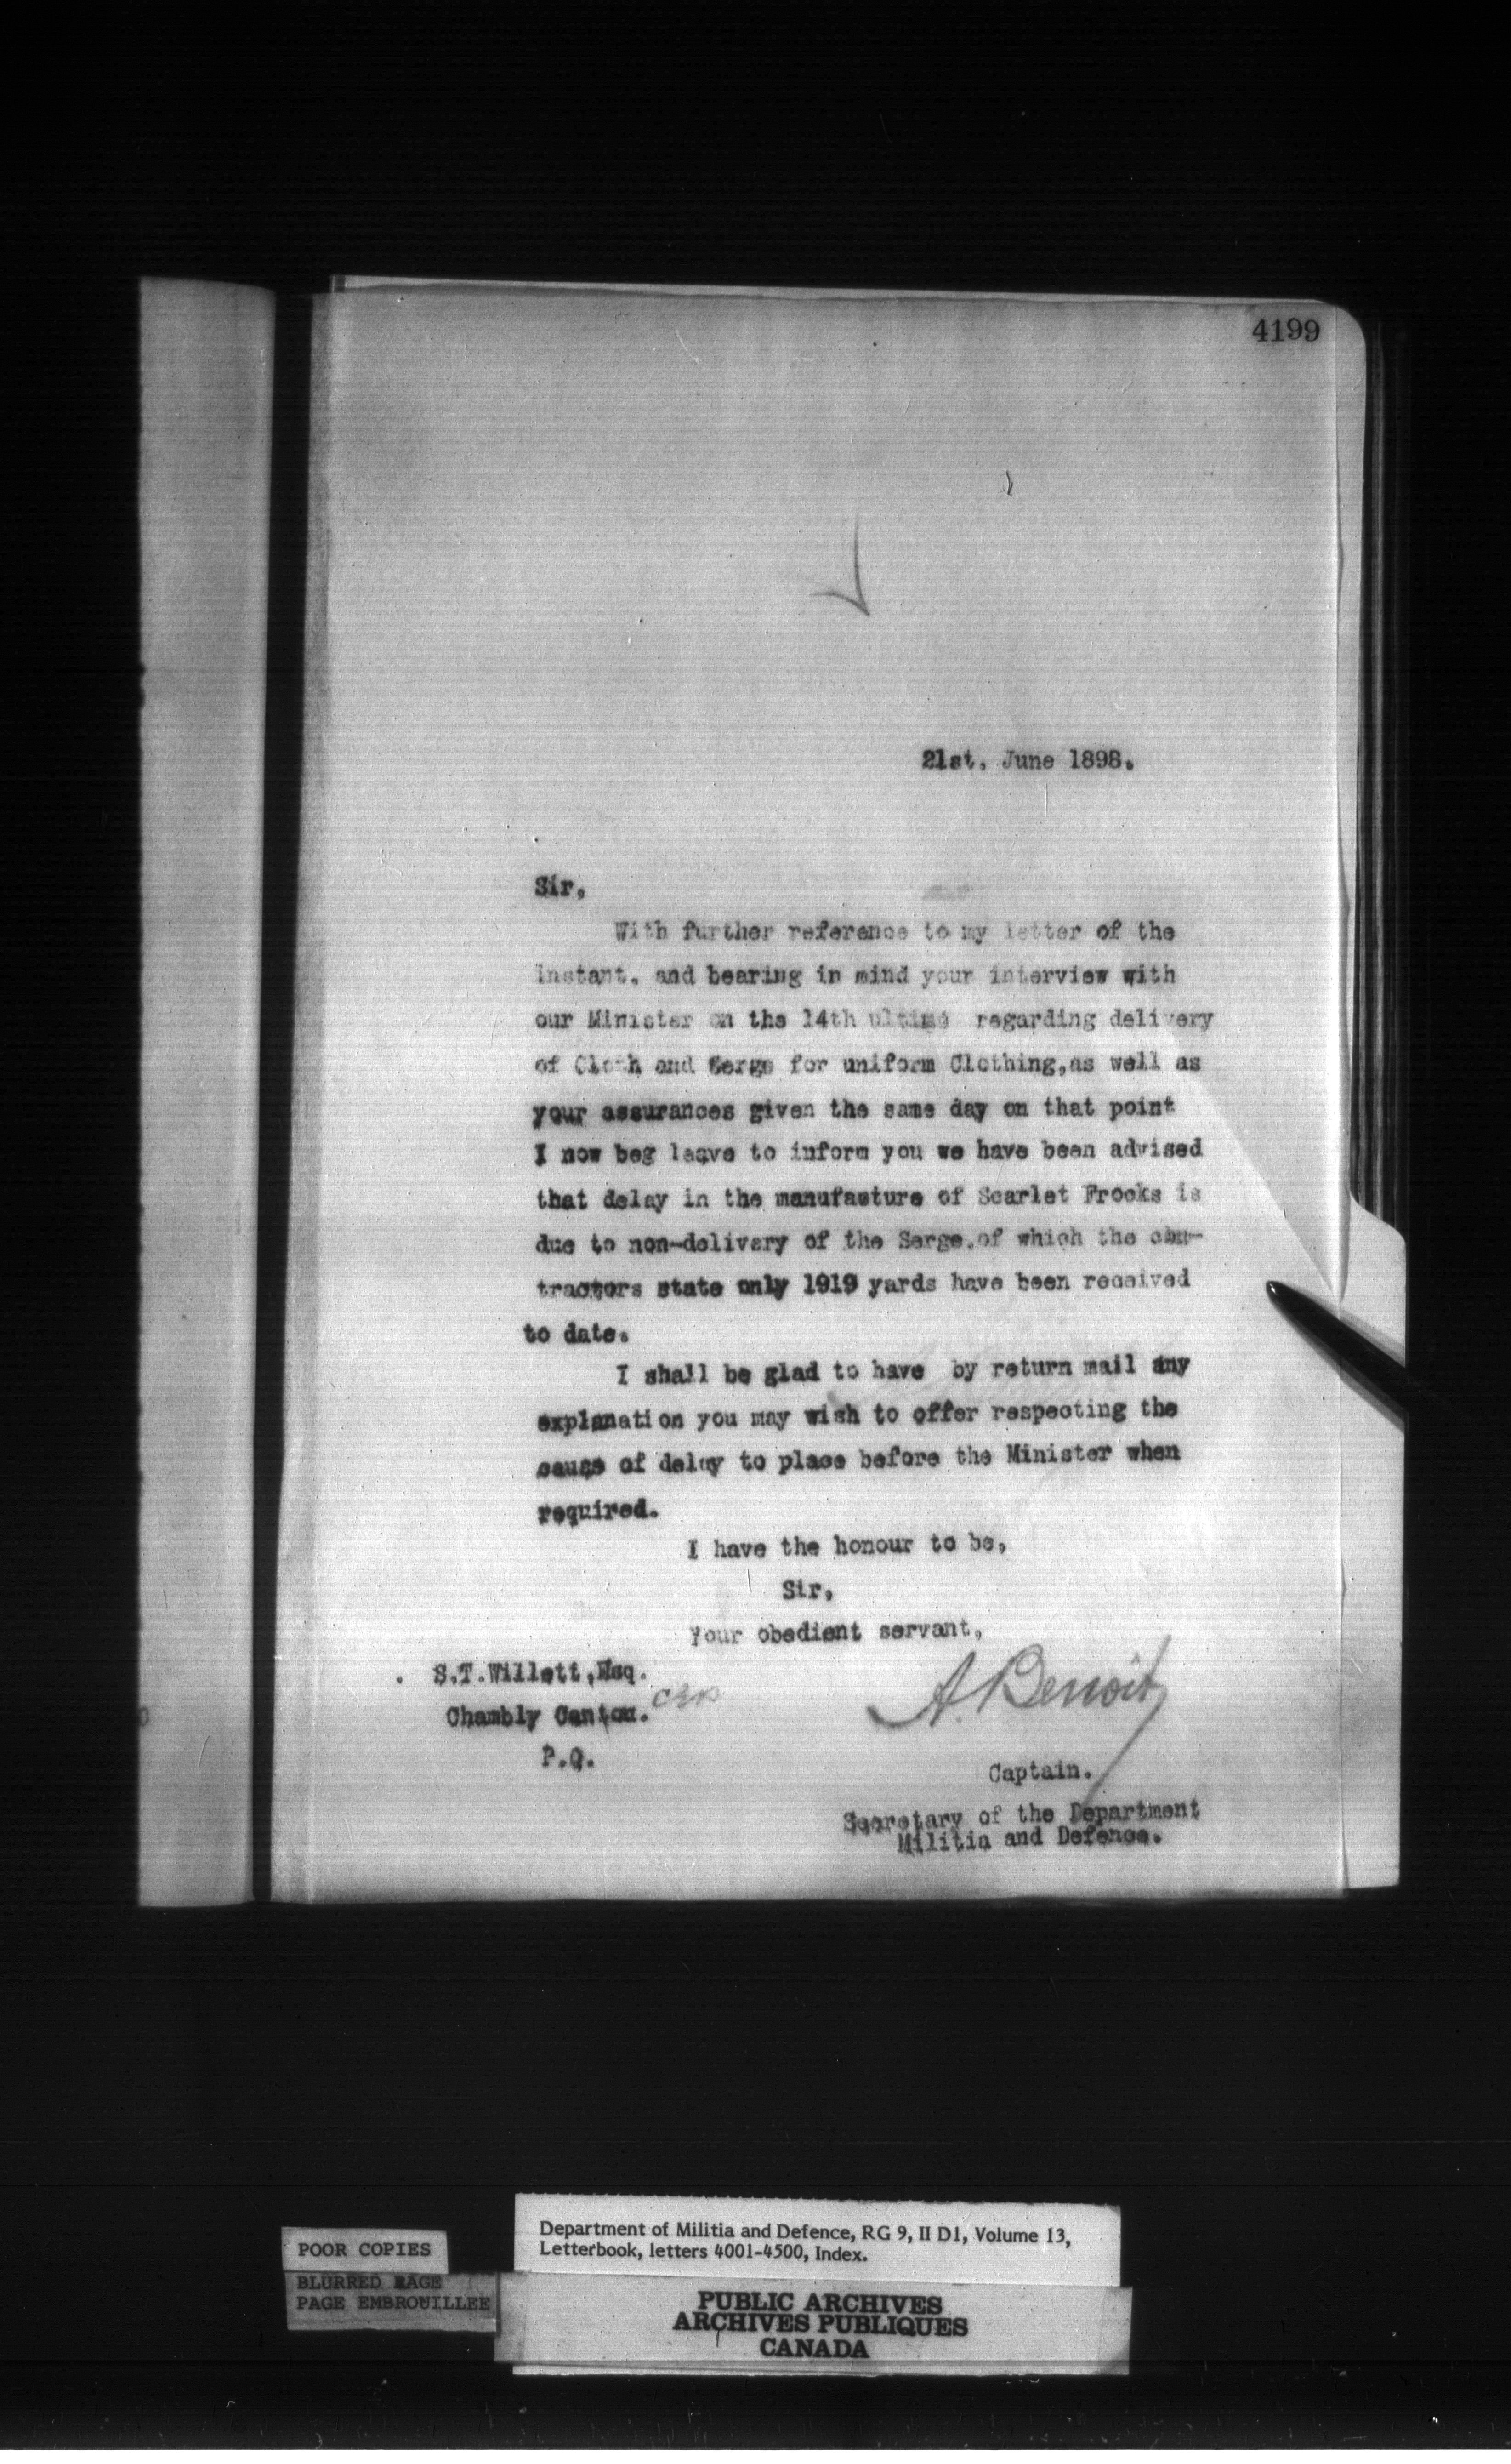 4199
21st. June 1898.
Sir,
With further reference to my letter of the
instant. and bearing in mind your interview with
our Minister on the 14th ultimo regarding delivery
of Cloth and Serge for uniform Clothing,as well as
your assurances given the same day on that point
I now beg leave to inform you we have been advised
that delay in the manufacture of Scarlet Frocks is
due to non-delivery of the Serge.of which the con-
tractors state only 1919 yards have been received
to date.
I shall be glad to have by return mail any
explanation you may wish to offer respecting the
cause of delay to place before the Minister when
required.
I have the honour to be,
Sir,
Your obedient servant,
S.T.Willett,Esq.
Chambly Canton.
P.Q.
A. Benoit
Captain.
Secretary of the Department
Militia and Defence.
Department of Militia and Defence, RG 9, II D1, Volume 13,
Letterbook, letters 4001-4500, Index.
POOR COPIES
BLURRED PAGE
PAGE EMBROUILLEE
PUBLIC ARCHIVES
ARCHIVES PUBLIQUES
CANADA